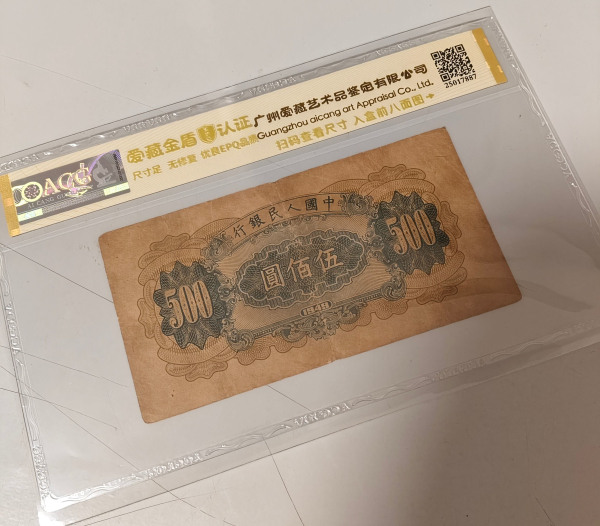 爱藏金盾 认证
尺寸足 无修复 优良EPQ品质
广州爱藏艺术品鉴定有限公司
Guangzhou aicang art Appraisal Co., Ltd.
扫码查看尺寸 入盒前八面图→
25017887
ACG
行銀民人國中
500
圓佰伍
500
1949